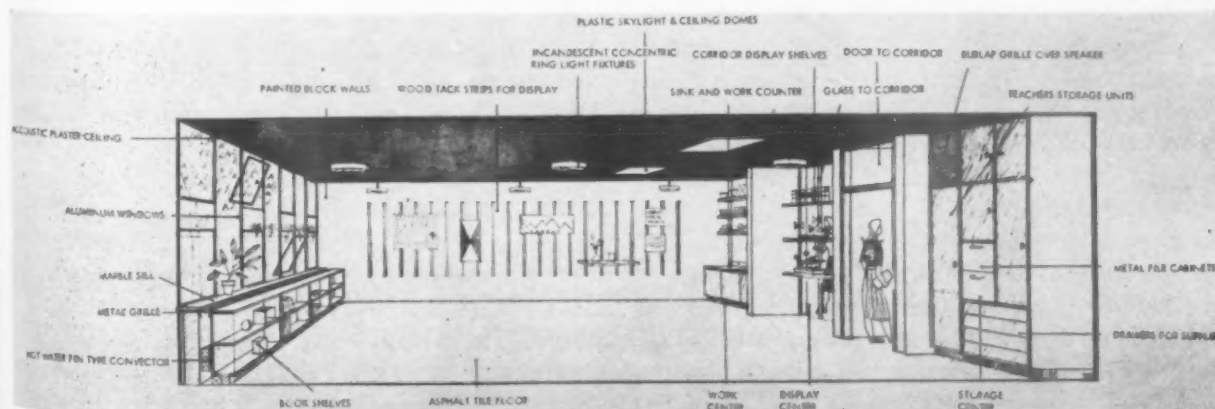 PLASTIC SKYLIGHT & CEILING DOMES
INCANDESCENT CONCENTRIC
RING LIGHT FIXTURES
CORRIDOR DISPLAY SHELVES
DOOR TO CORRIDOR
BURLAP GRILLE OVER SPEAKER
PAINTED BLOCK WALLS
WOOD TACK STRIPS FOR DISPLAY
SINK AND WORK COUNTER
GLASS TO CORRIDOR
TEACHERS STORAGE UNITS
ACOUSTIC PLASTER CEILING
ALUMINUM WINDOWS
MARBLE SILL
METAL GRILLE
HOT WATER FIN TYPE CONVECTOR
METAL FILE CABINETS
DRAWERS FOR SUPPLIE
BOOK SHELVES
ASPHALT TILE FLOOR
WORK
CENTER
DISPLAY
CENTER
STORAGE
CENTER